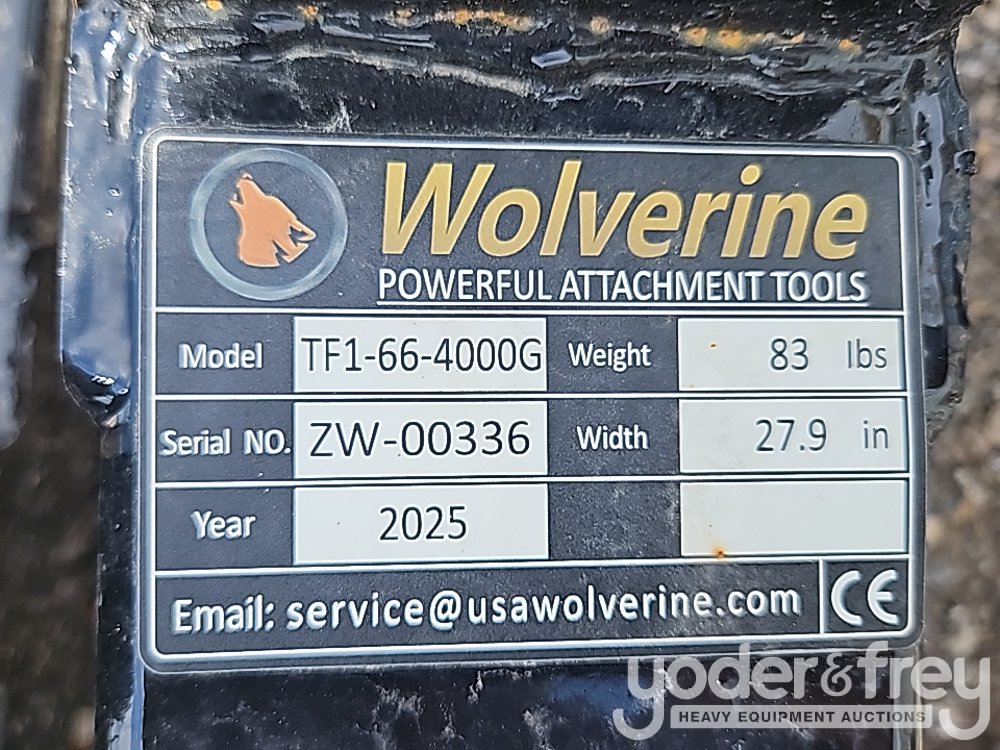 Wolverine
POWERFUL ATTACHMENT TOOLS
Model TF1-66-4000G Weight 83 lbs
Serial NO. ZW-00336 Width 27.9 in
Year 2025
Email: service@usawolverine.com CE
yoder&frey
HEAVY EQUIPMENT AUCTIONS